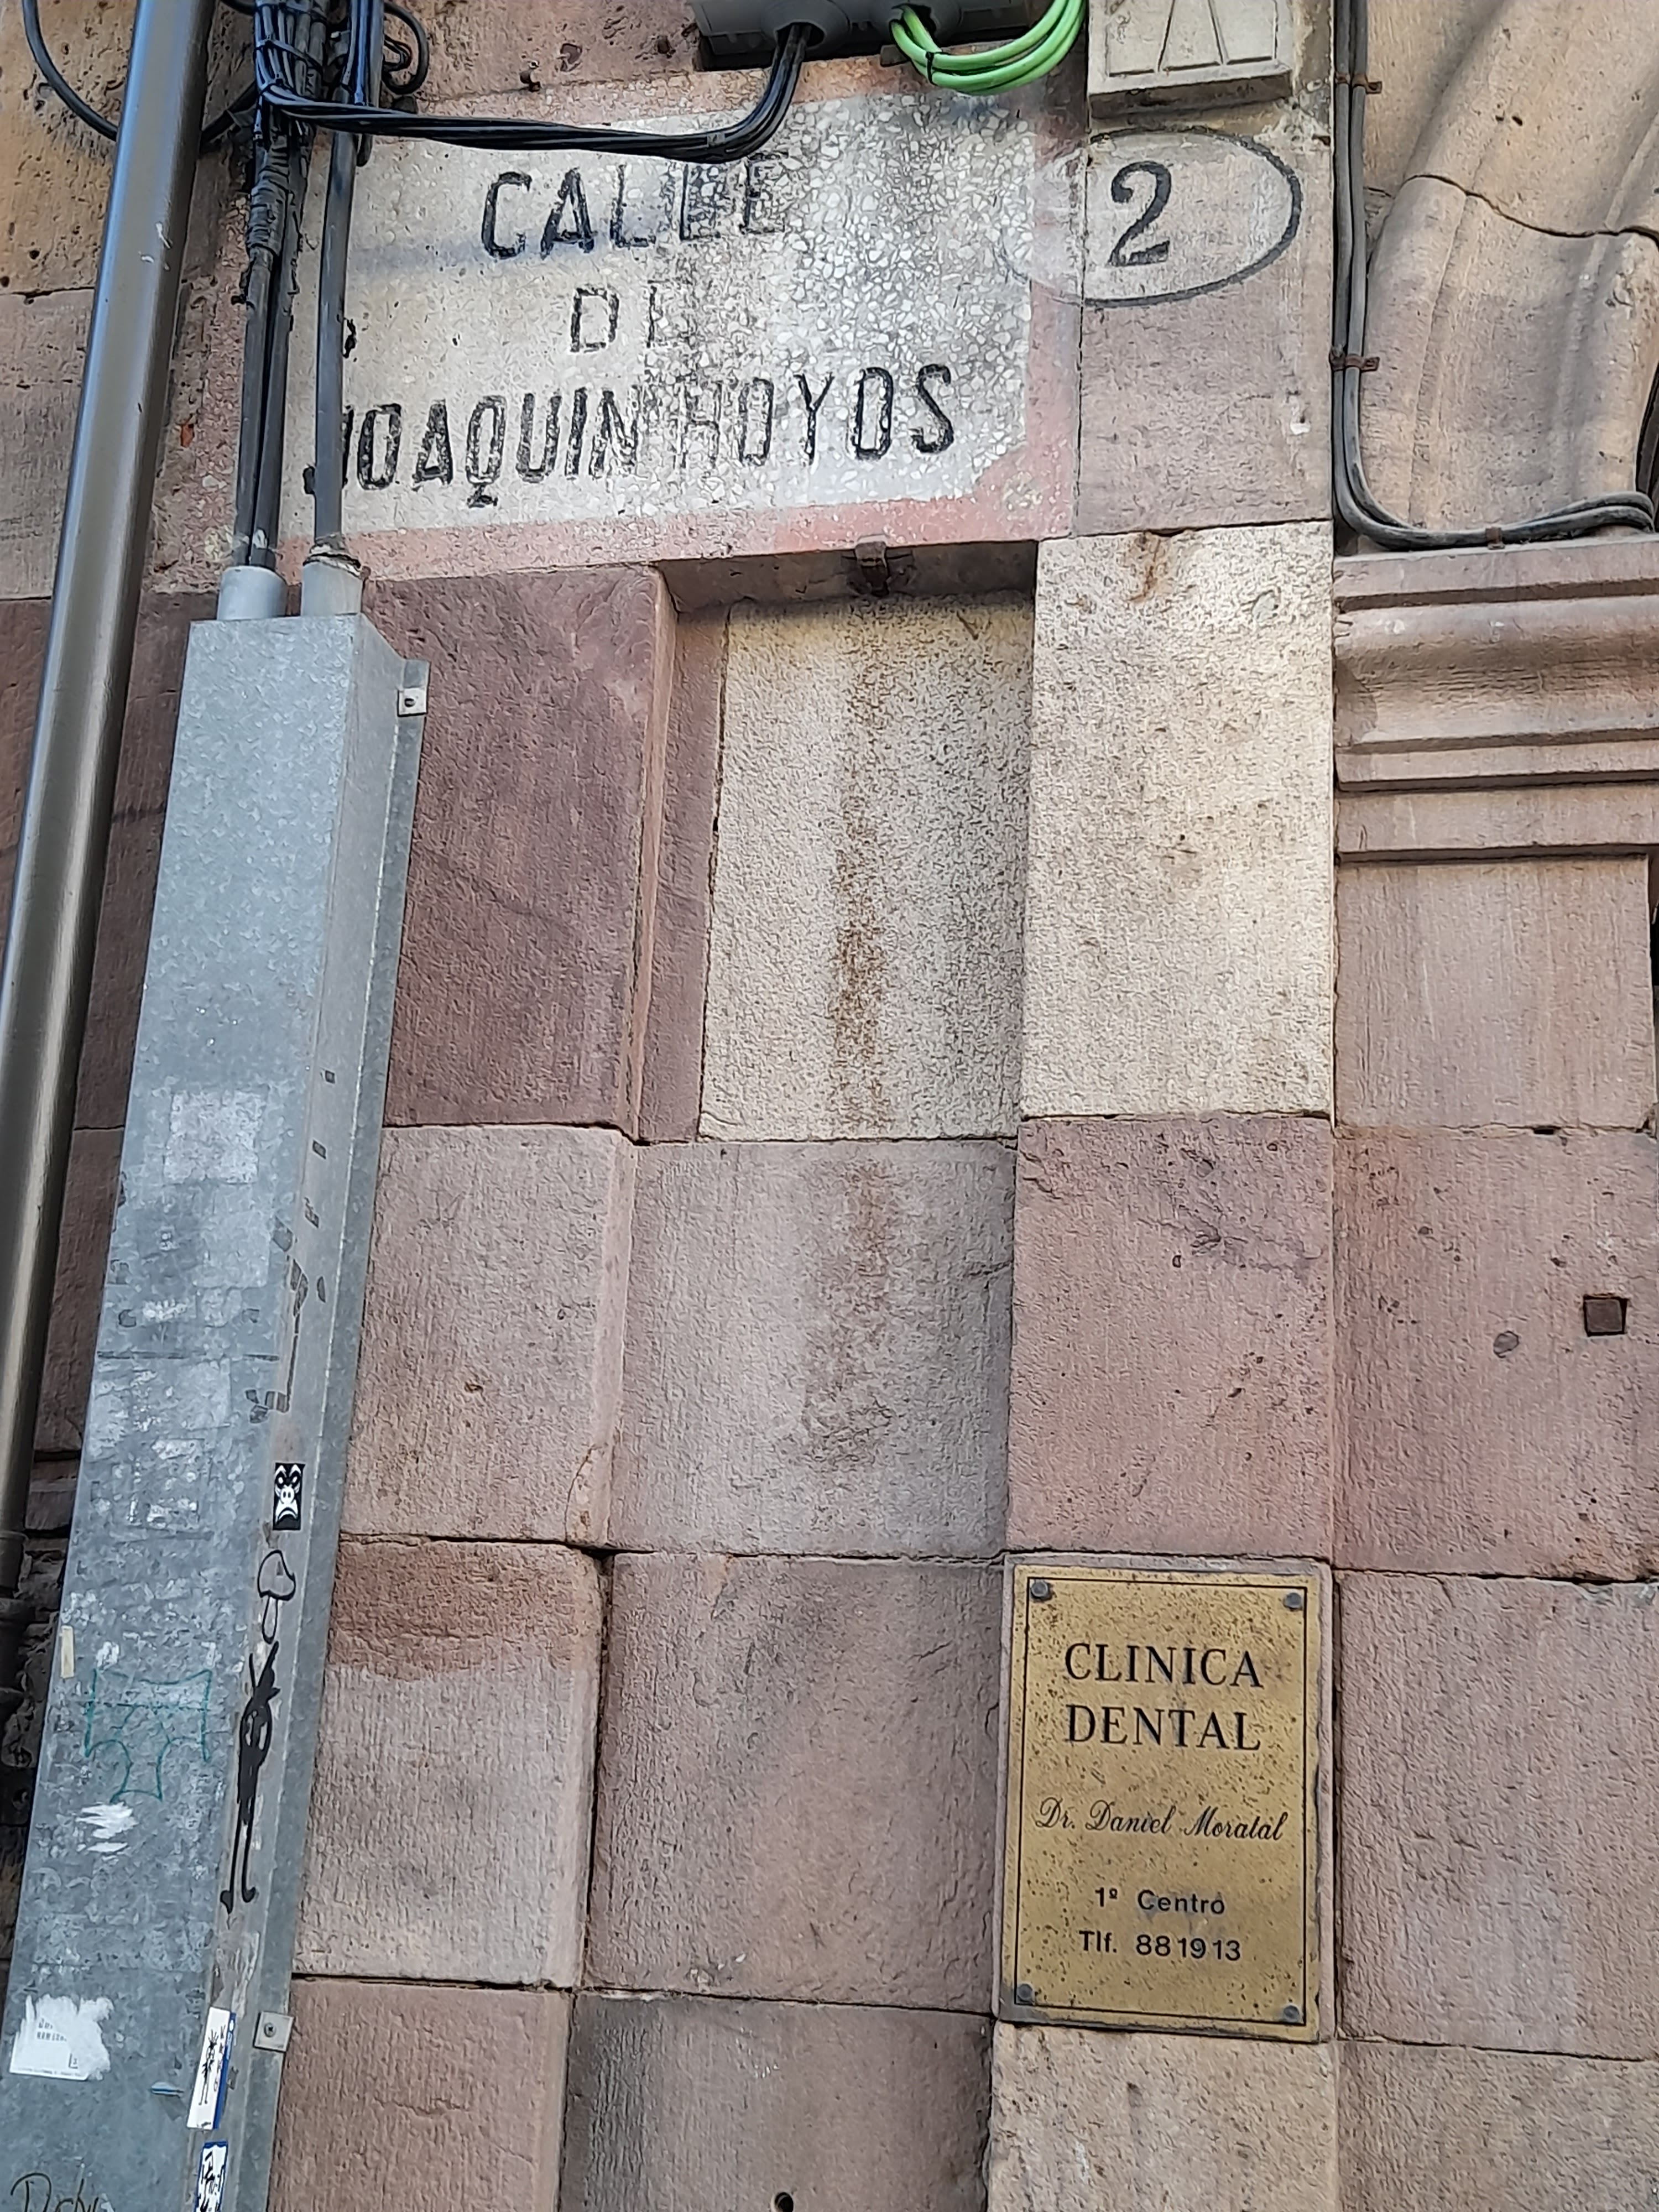 CALLE
DE
JOAQUIN HOYOS
2
CLINICA
DENTAL
Dr. Daniel Moratal
1º Centro
Tlf. 881913